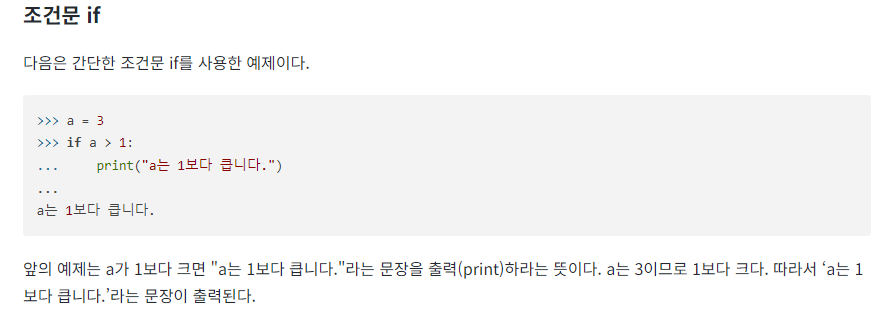 조건문 if
다음은 간단한 조건문 if를 사용한 예제이다.
>>> a = 3
>>> if a > 1:
...     print("a는 1보다 큽니다.")
...
a는 1보다 큽니다.
앞의 예제는 a가 1보다 크면 "a는 1보다 큽니다."라는 문장을 출력(print)하라는 뜻이다. a는 3이므로 1보다 크다. 따라서 ‘a는 1
보다 큽니다.’라는 문장이 출력된다.